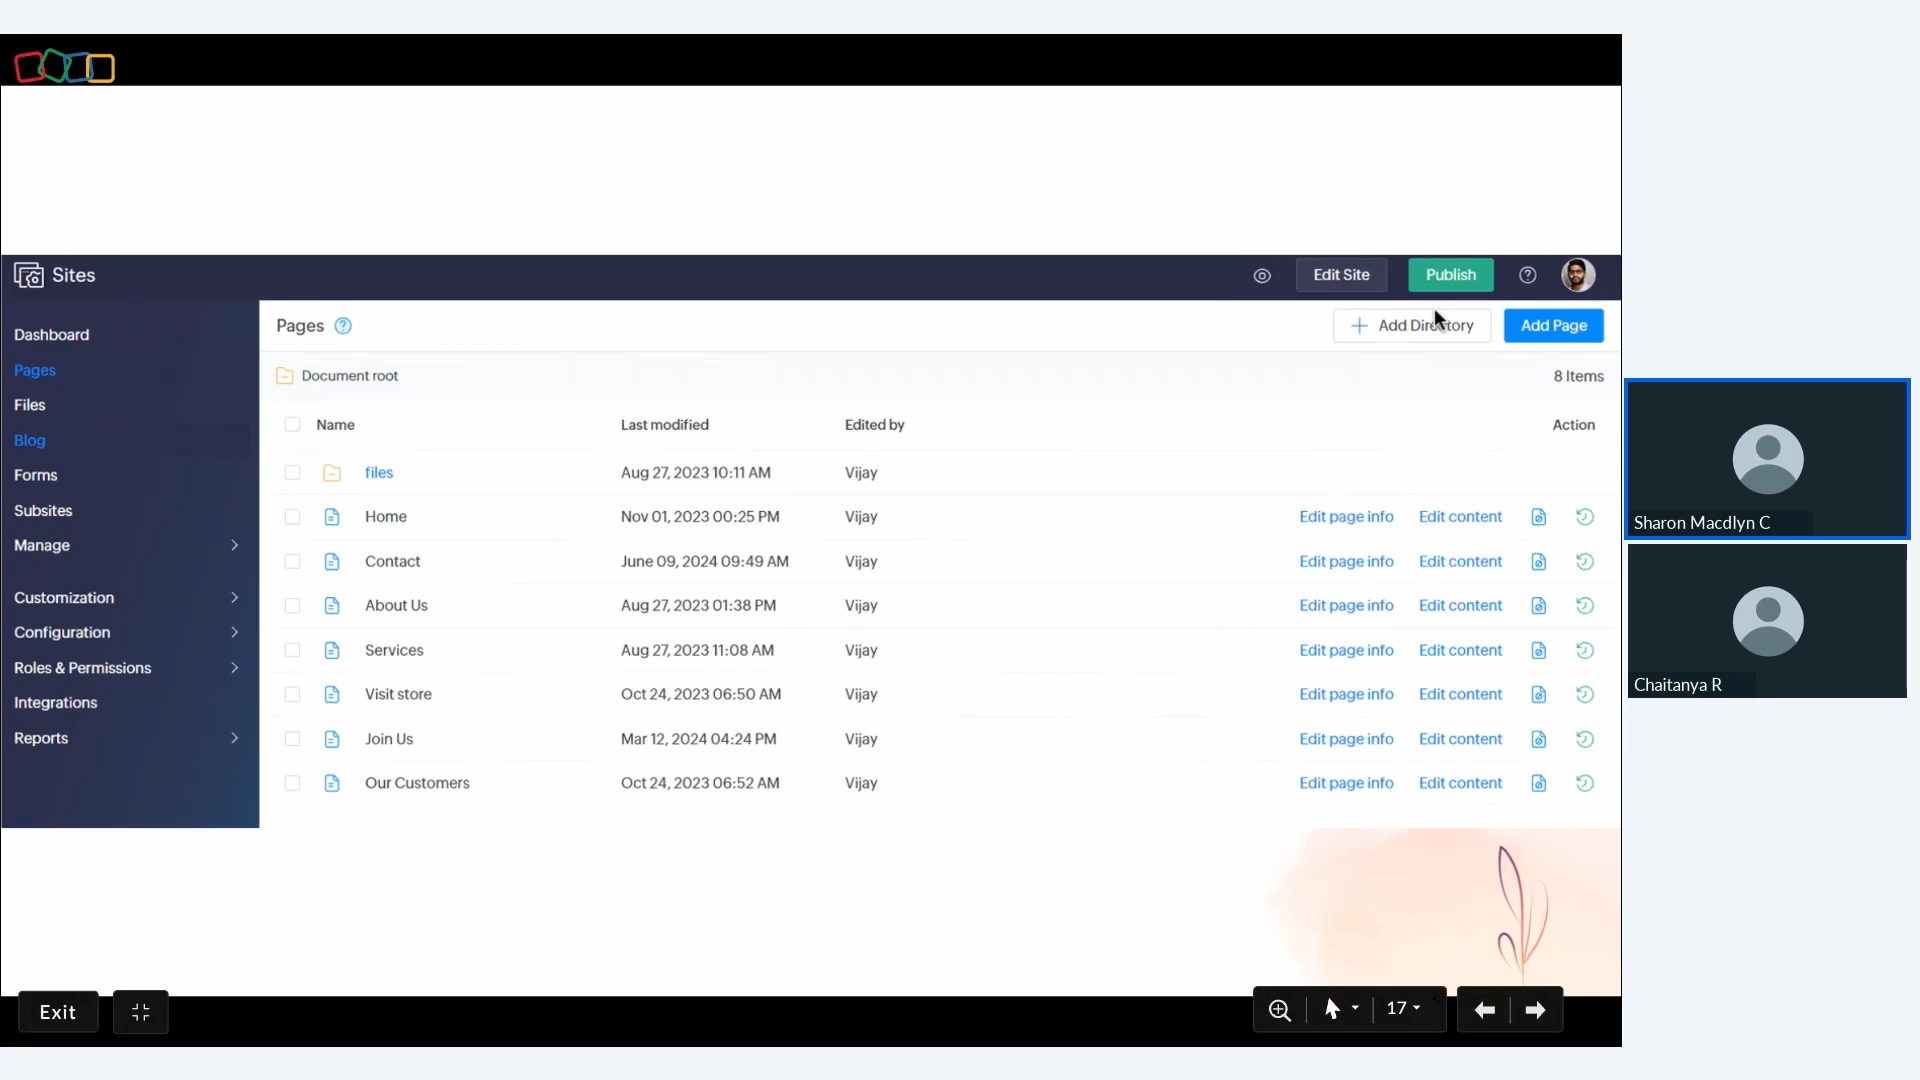 Sites
Edit Site
Publish
Dashboard
Pages
Files
Blog
Forms
Subsites
Manage
Customization
Configuration
Roles & Permissions
Integrations
Reports
Pages
Add Directory
Add Page
Document root
8 Items
Name Last modified Edited by Action
files Aug 27, 2023 10:11 AM Vijay
Home Nov 01, 2023 00:25 PM Vijay Edit page info Edit content
Contact June 09, 2024 09:49 AM Vijay Edit page info Edit content
About Us Aug 27, 2023 01:38 PM Vijay Edit page info Edit content
Services Aug 27, 2023 11:08 AM Vijay Edit page info Edit content
Visit store Oct 24, 2023 06:50 AM Vijay Edit page info Edit content
Join Us Mar 12, 2024 04:24 PM Vijay Edit page info Edit content
Our Customers Oct 24, 2023 06:52 AM Vijay Edit page info Edit content
Sharon Macdlyn C
Chaitanya R
Exit
17